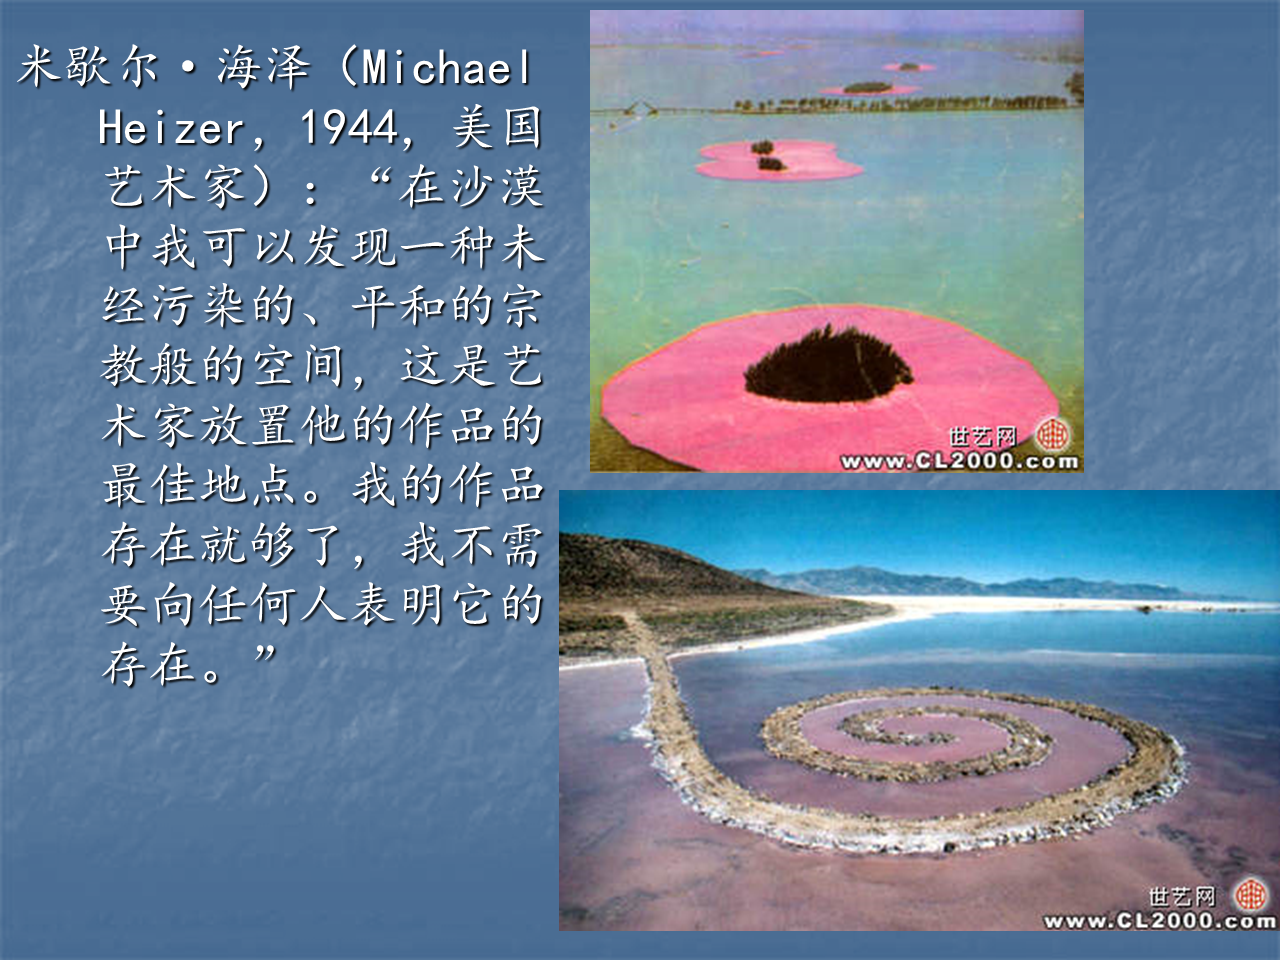 米歇尔·海泽（Michael
Heizer，1944，美国
艺术家）：“在沙漠
中我可以发现一种未
经污染的、平和的宗
教般的空间，这是艺
术家放置他的作品的
最佳地点。我的作品
存在就够了，我不需
要向任何人表明它的
存在。”
世艺网
www.CL2000.com
世艺网
www.CL2000.com